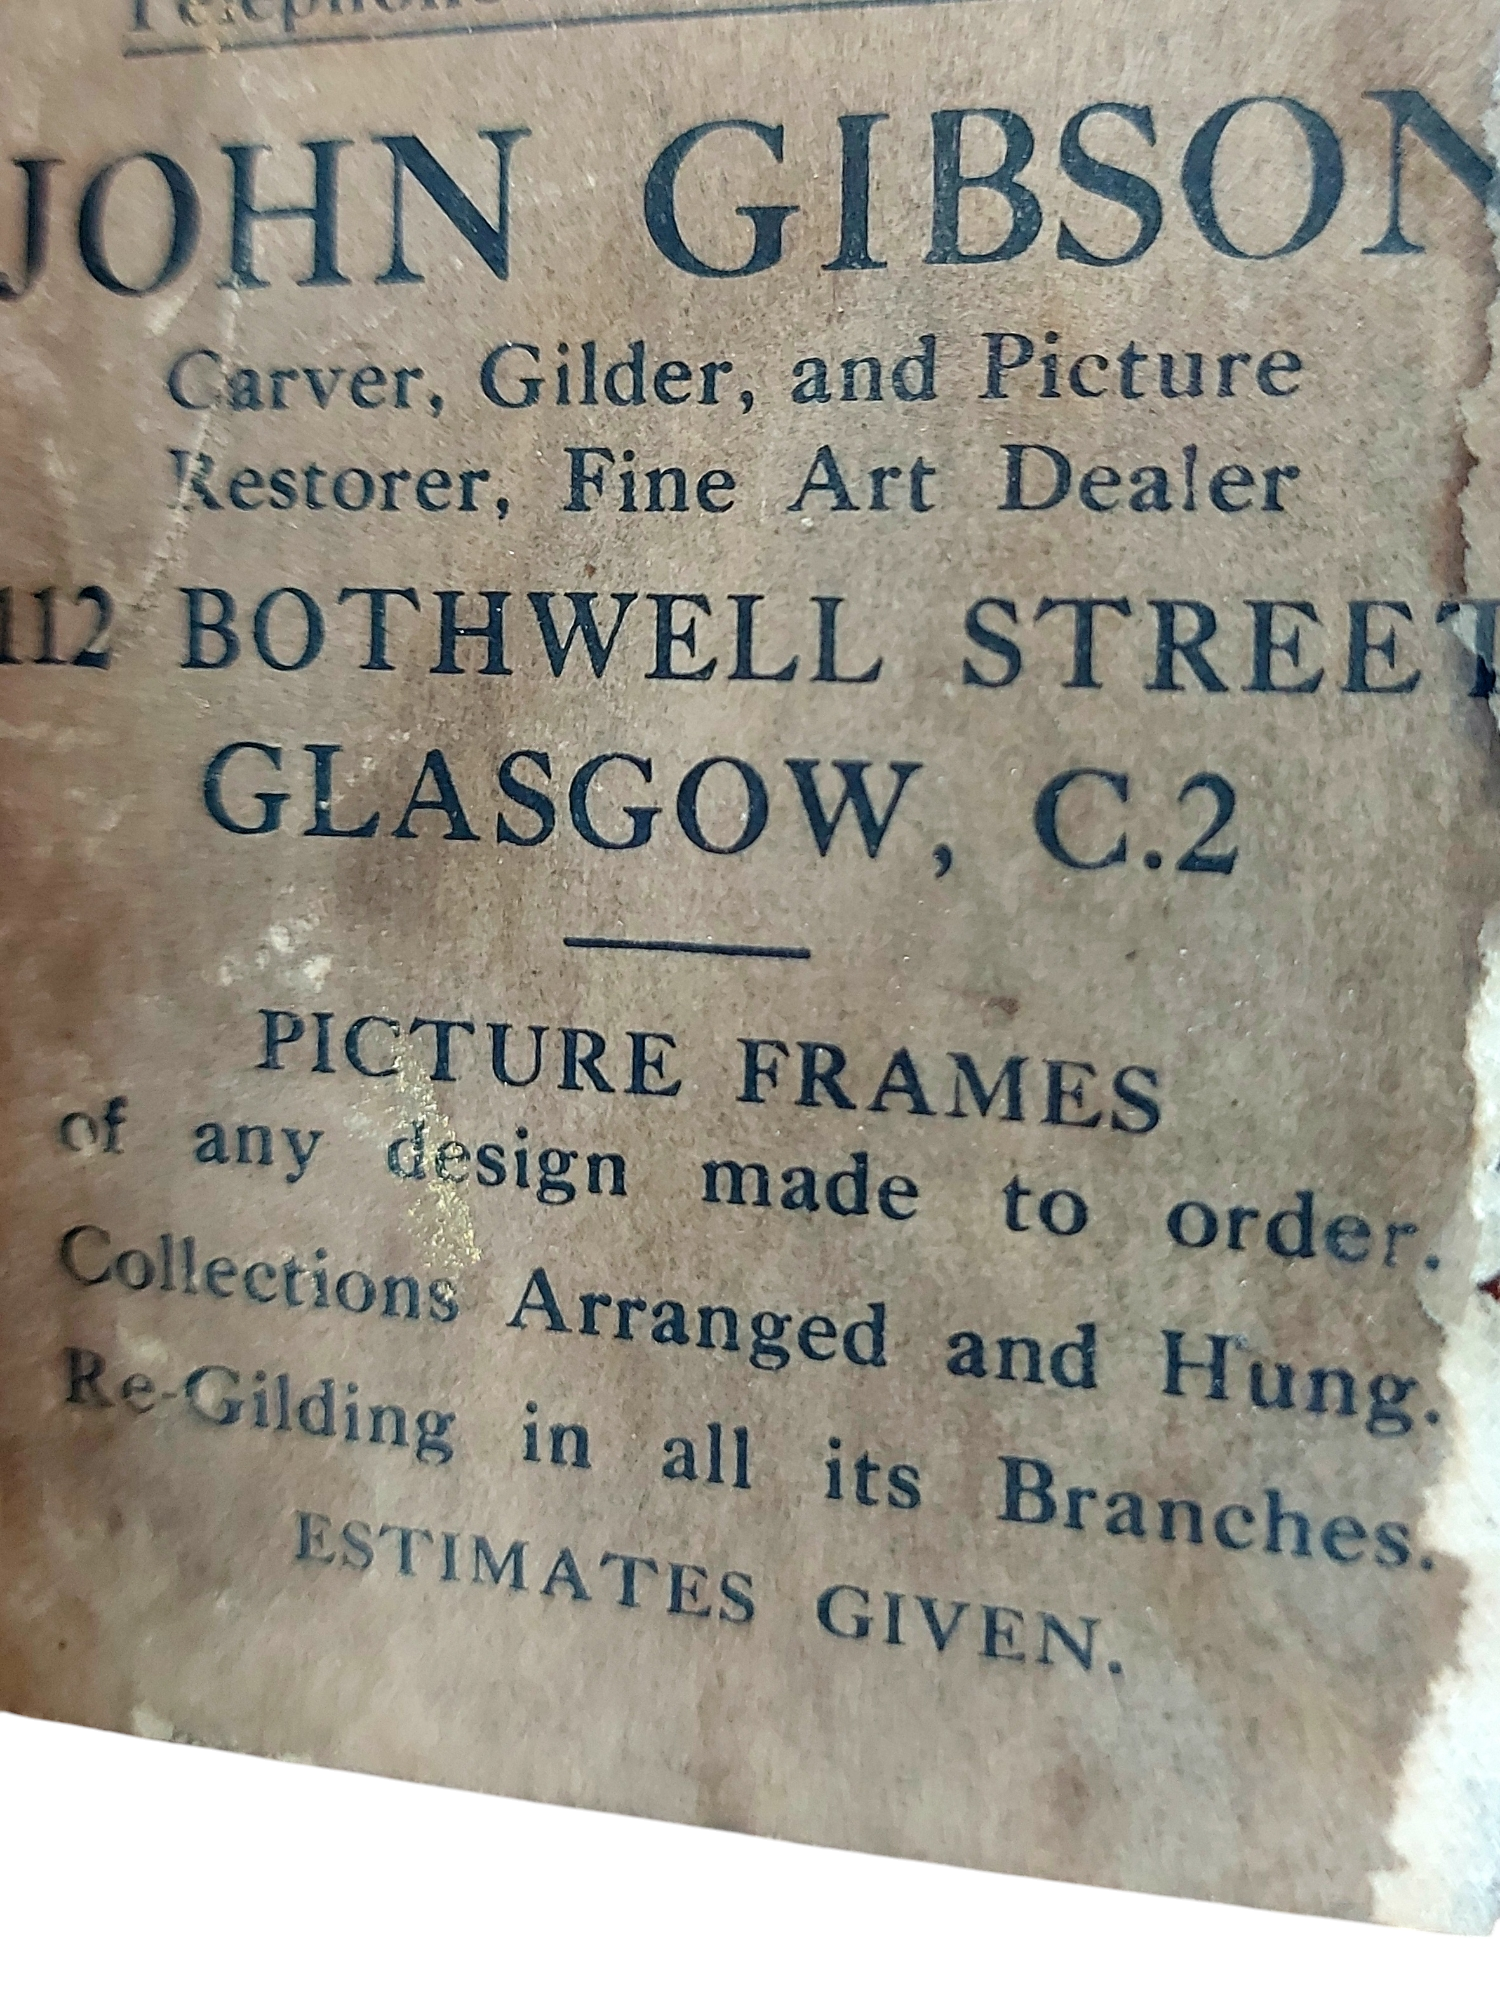 Telephone
JOHN GIBSON
Carver, Gilder, and Picture
Restorer, Fine Art Dealer
112 BOTHWELL STREET
GLASGOW, C.2
PICTURE FRAMES
of any design made to order.
Collections Arranged and Hung.
Re-Gilding in all its Branches.
ESTIMATES GIVEN.